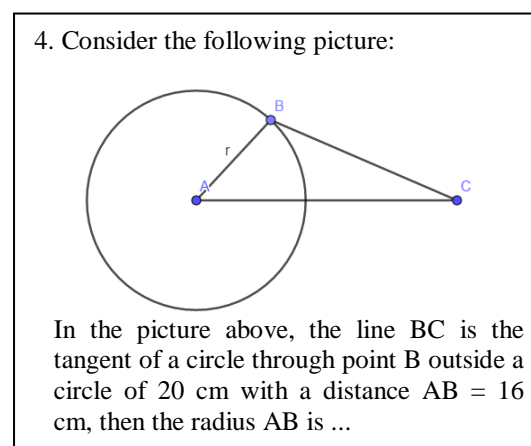 4. Consider the following picture:
B
r
A
C
In the picture above, the line BC is the
tangent of a circle through point B outside a
circle of 20 cm with a distance AB = 16
cm, then the radius AB is ...